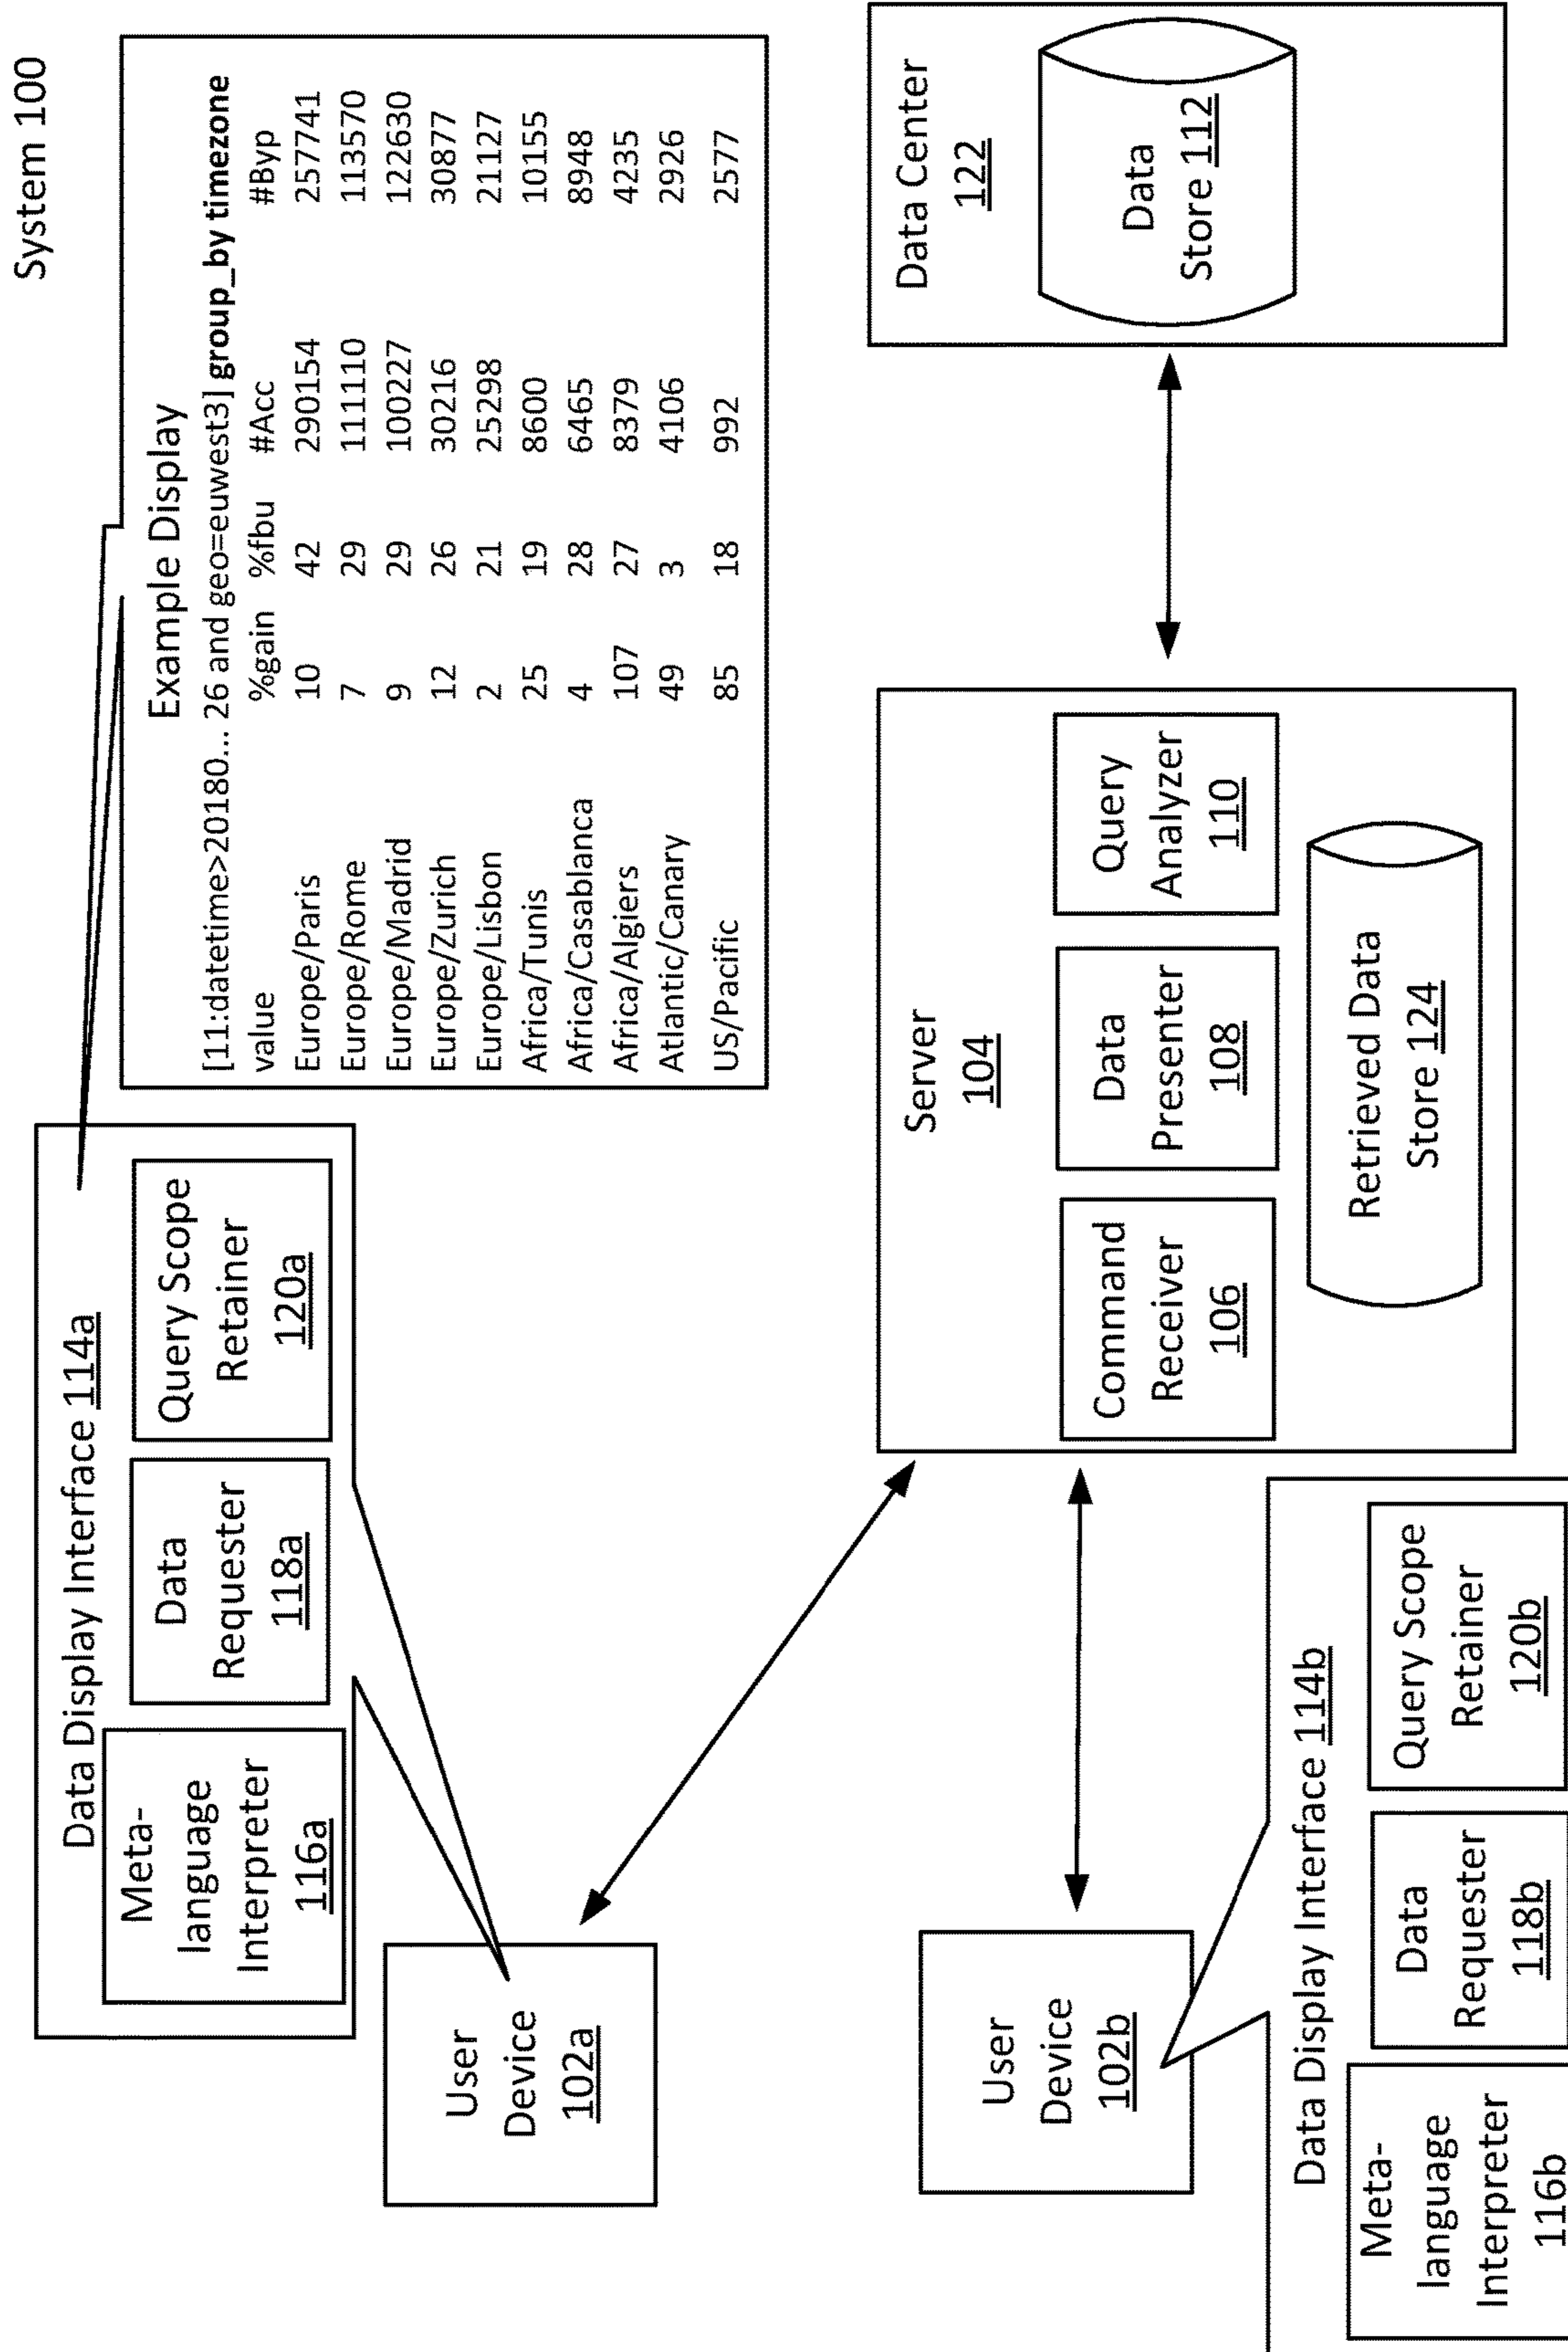 System 100
Data Display Interface 114a
Meta-
language
Interpreter
116a
Data
Requester
118a
Query Scope
Retainer
120a
Example Display
[11:datetime>20180... 26 and geo=euwest3] group_by timezone
value %gain %fbu #Acc #Byp
Europe/Paris 10 42 290154 257741
Europe/Rome 7 29 111110 113570
Europe/Madrid 9 29 100227 122630
Europe/Zurich 12 26 30216 30877
Europe/Lisbon 2 21 25298 21127
Africa/Tunis 25 19 8600 10155
Africa/Casablanca 4 28 6465 8948
Africa/Algiers 107 27 8379 4235
Atlantic/Canary 49 3 4106 2926
US/Pacific 85 18 992 2577
User
Device
102a
User
Device
102b
Server
104
Command
Receiver
106
Data
Presenter
108
Query
Analyzer
110
Retrieved Data
Store 124
Data Center
122
Data
Store 112
Data Display Interface 114b
Meta-
language
Interpreter
116b
Data
Requester
118b
Query Scope
Retainer
120b